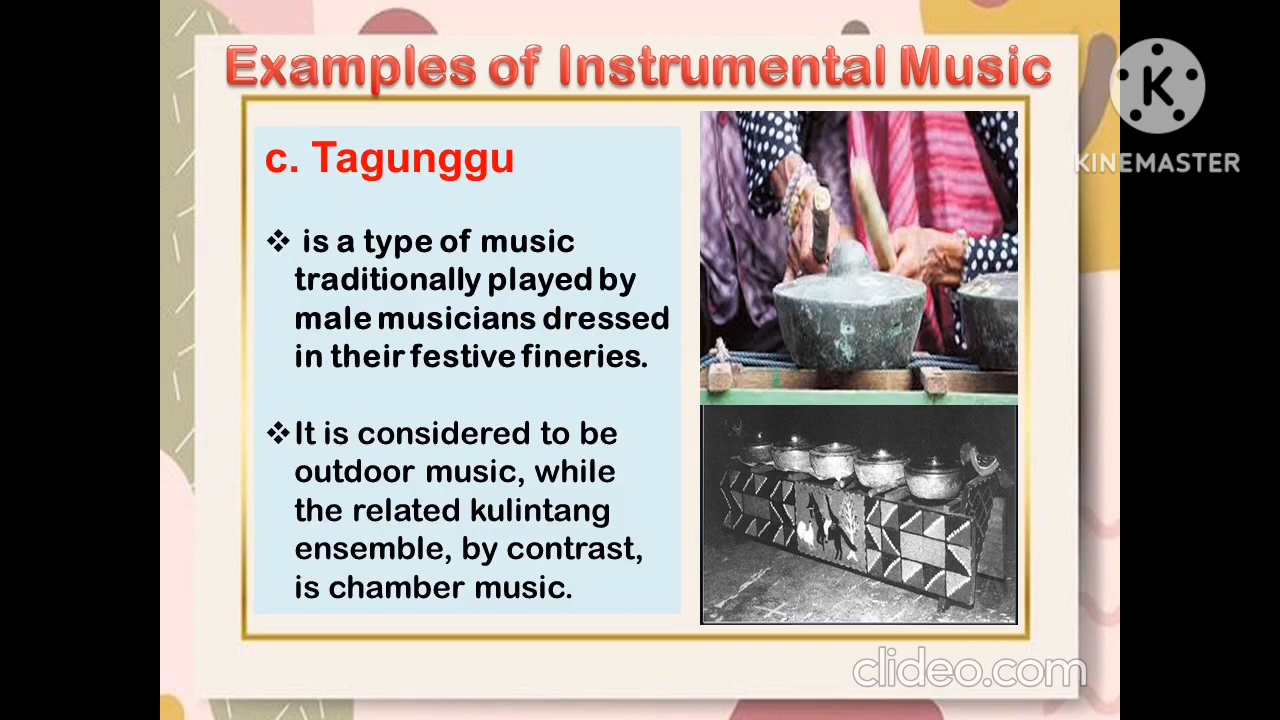 Examples of Instrumental Music
c. Tagunggu
❖ is a type of music
traditionally played by
male musicians dressed
in their festive fineries.
❖It is considered to be
outdoor music, while
the related kulintang
ensemble, by contrast,
is chamber music.
K
KINEMASTER
clideo.com